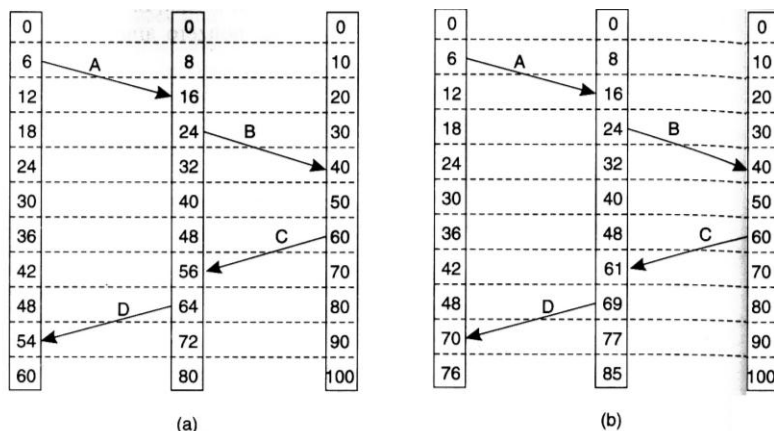 0 0 0
6 A 8 10
12 16 20
18 24 B 30
24 32 40
30 40 50
36 48 C 60
42 56 70
48 D 64 80
54 72 90
60 80 100
(a)
0 0 0
6 A 8 10
12 16 20
18 24 B 30
24 32 40
30 40 50
36 48 C 60
42 61 70
48 D 69 80
70 77 90
76 85 100
(b)